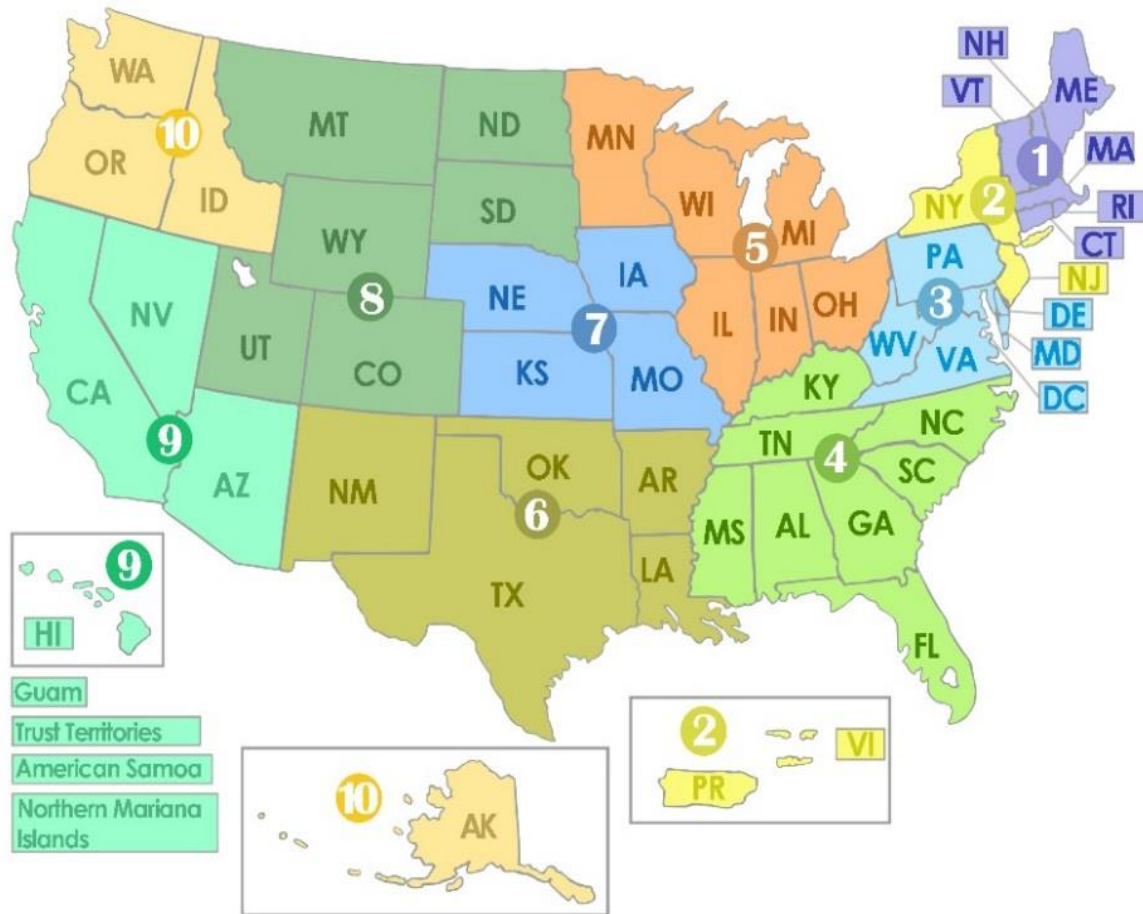 NH
VT
ME
WA
MT
ND
MN
10
1
MA
OR
ID
SD
WI
MI
NY
2
RI
CT
WY
5
PA
NJ
8
NE
IA
3
DE
NV
7
IL
IN
OH
WV
MD
UT
CO
KS
MO
VA
DC
CA
KY
NC
9
TN
4
AZ
NM
OK
AR
SC
6
MS
AL
GA
TX
LA
9
HI
FL
Guam
Trust Territories
American Samoa
Northern Mariana
Islands
10
AK
2
VI
PR